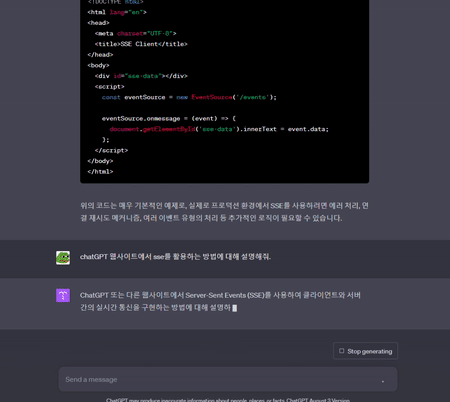 <!DOCTYPE html>
<html lang="en">
<head>
<meta charset="UTF-8">
<title>SSE Client</title>
</head>
<body>
<div id="sse-data"></div>
<script>
const eventSource = new EventSource('/events');
eventSource.onmessage = (event) => {
document.getElementById('sse-data').innerText = event.data;
};
</script>
</body>
</html>
위의 코드는 매우 기본적인 예제로, 실제로 프로덕션 환경에서 SSE를 사용하려면 에러 처리, 연
결 재시도 메커니즘, 여러 이벤트 유형의 처리 등 추가적인 로직이 필요할 수 있습니다.
chatGPT 웹사이트에서 sse를 활용하는 방법에 대해 설명해줘.
ChatGPT 또는 다른 웹사이트에서 Server-Sent Events (SSE)를 사용하여 클라이언트와 서버
간의 실시간 통신을 구현하는 방법에 대해 설명하
Stop generating
Send a message
ChatGPT may produce inaccurate information about people, places, or facts. ChatGPT August 3 Version